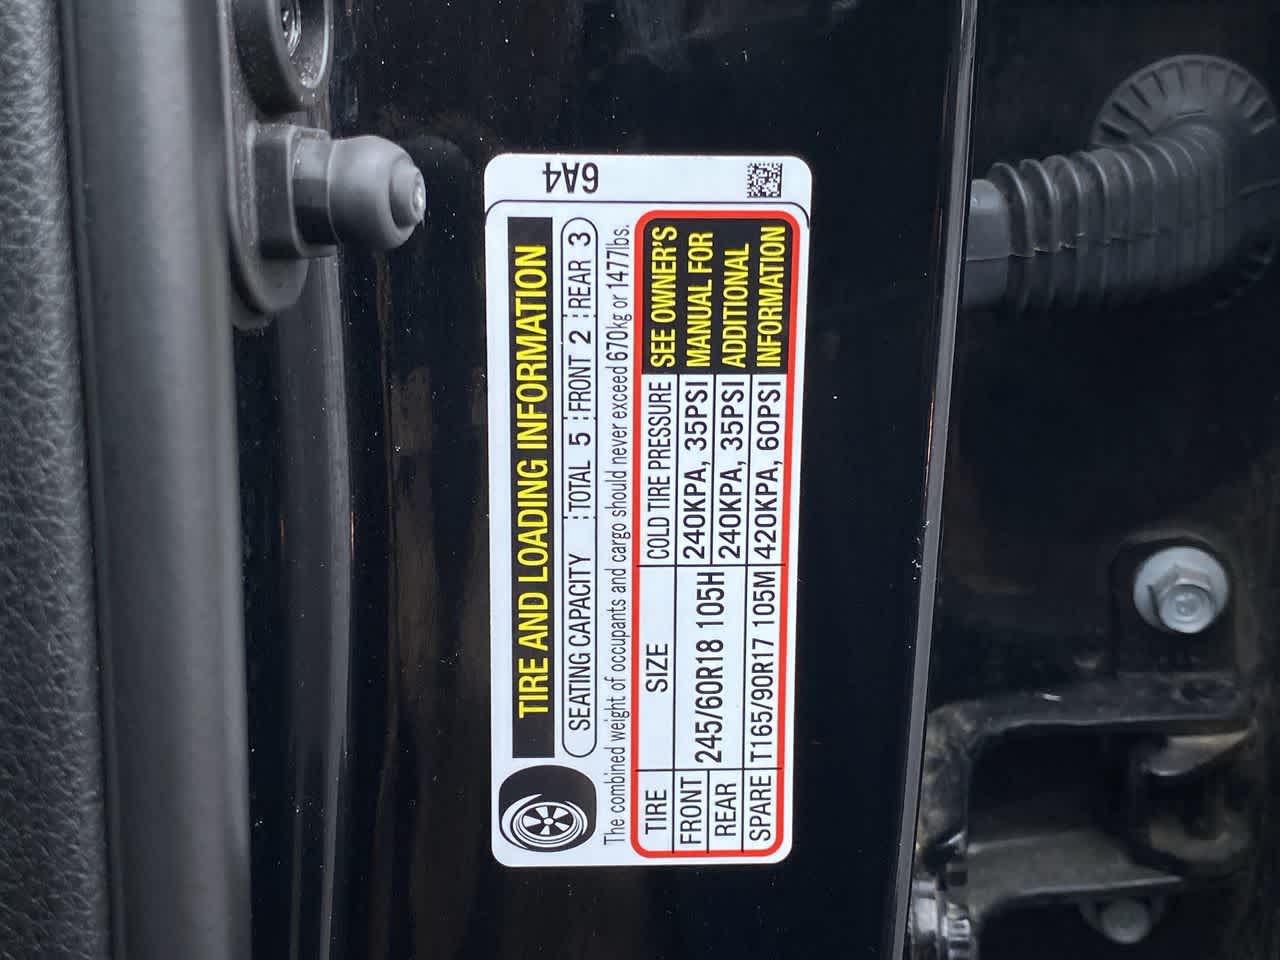 6A4
TIRE AND LOADING INFORMATION
SEATING CAPACITY TOTAL 5 FRONT 2 REAR 3
The combined weight of occupants and cargo should never exceed 670kg or 1477lbs.
TIRE SIZE COLD TIRE PRESSURE
FRONT 245/60R18 105H 240KPA, 35PSI
REAR 240KPA, 35PSI
SPARE T165/90R17 105M 420KPA, 60PSI
SEE OWNER'S
MANUAL FOR
ADDITIONAL
INFORMATION